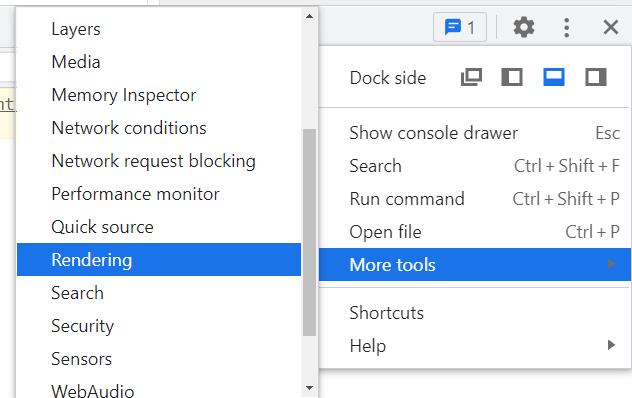 1
Dock side
Show console drawer Esc
Search Ctrl + Shift + F
Run command Ctrl + Shift + P
Open file Ctrl + P
More tools
Shortcuts
Help
Layers
Media
Memory Inspector
Network conditions
Network request blocking
Performance monitor
Quick source
Rendering
Search
Security
Sensors
WebAudio
nt